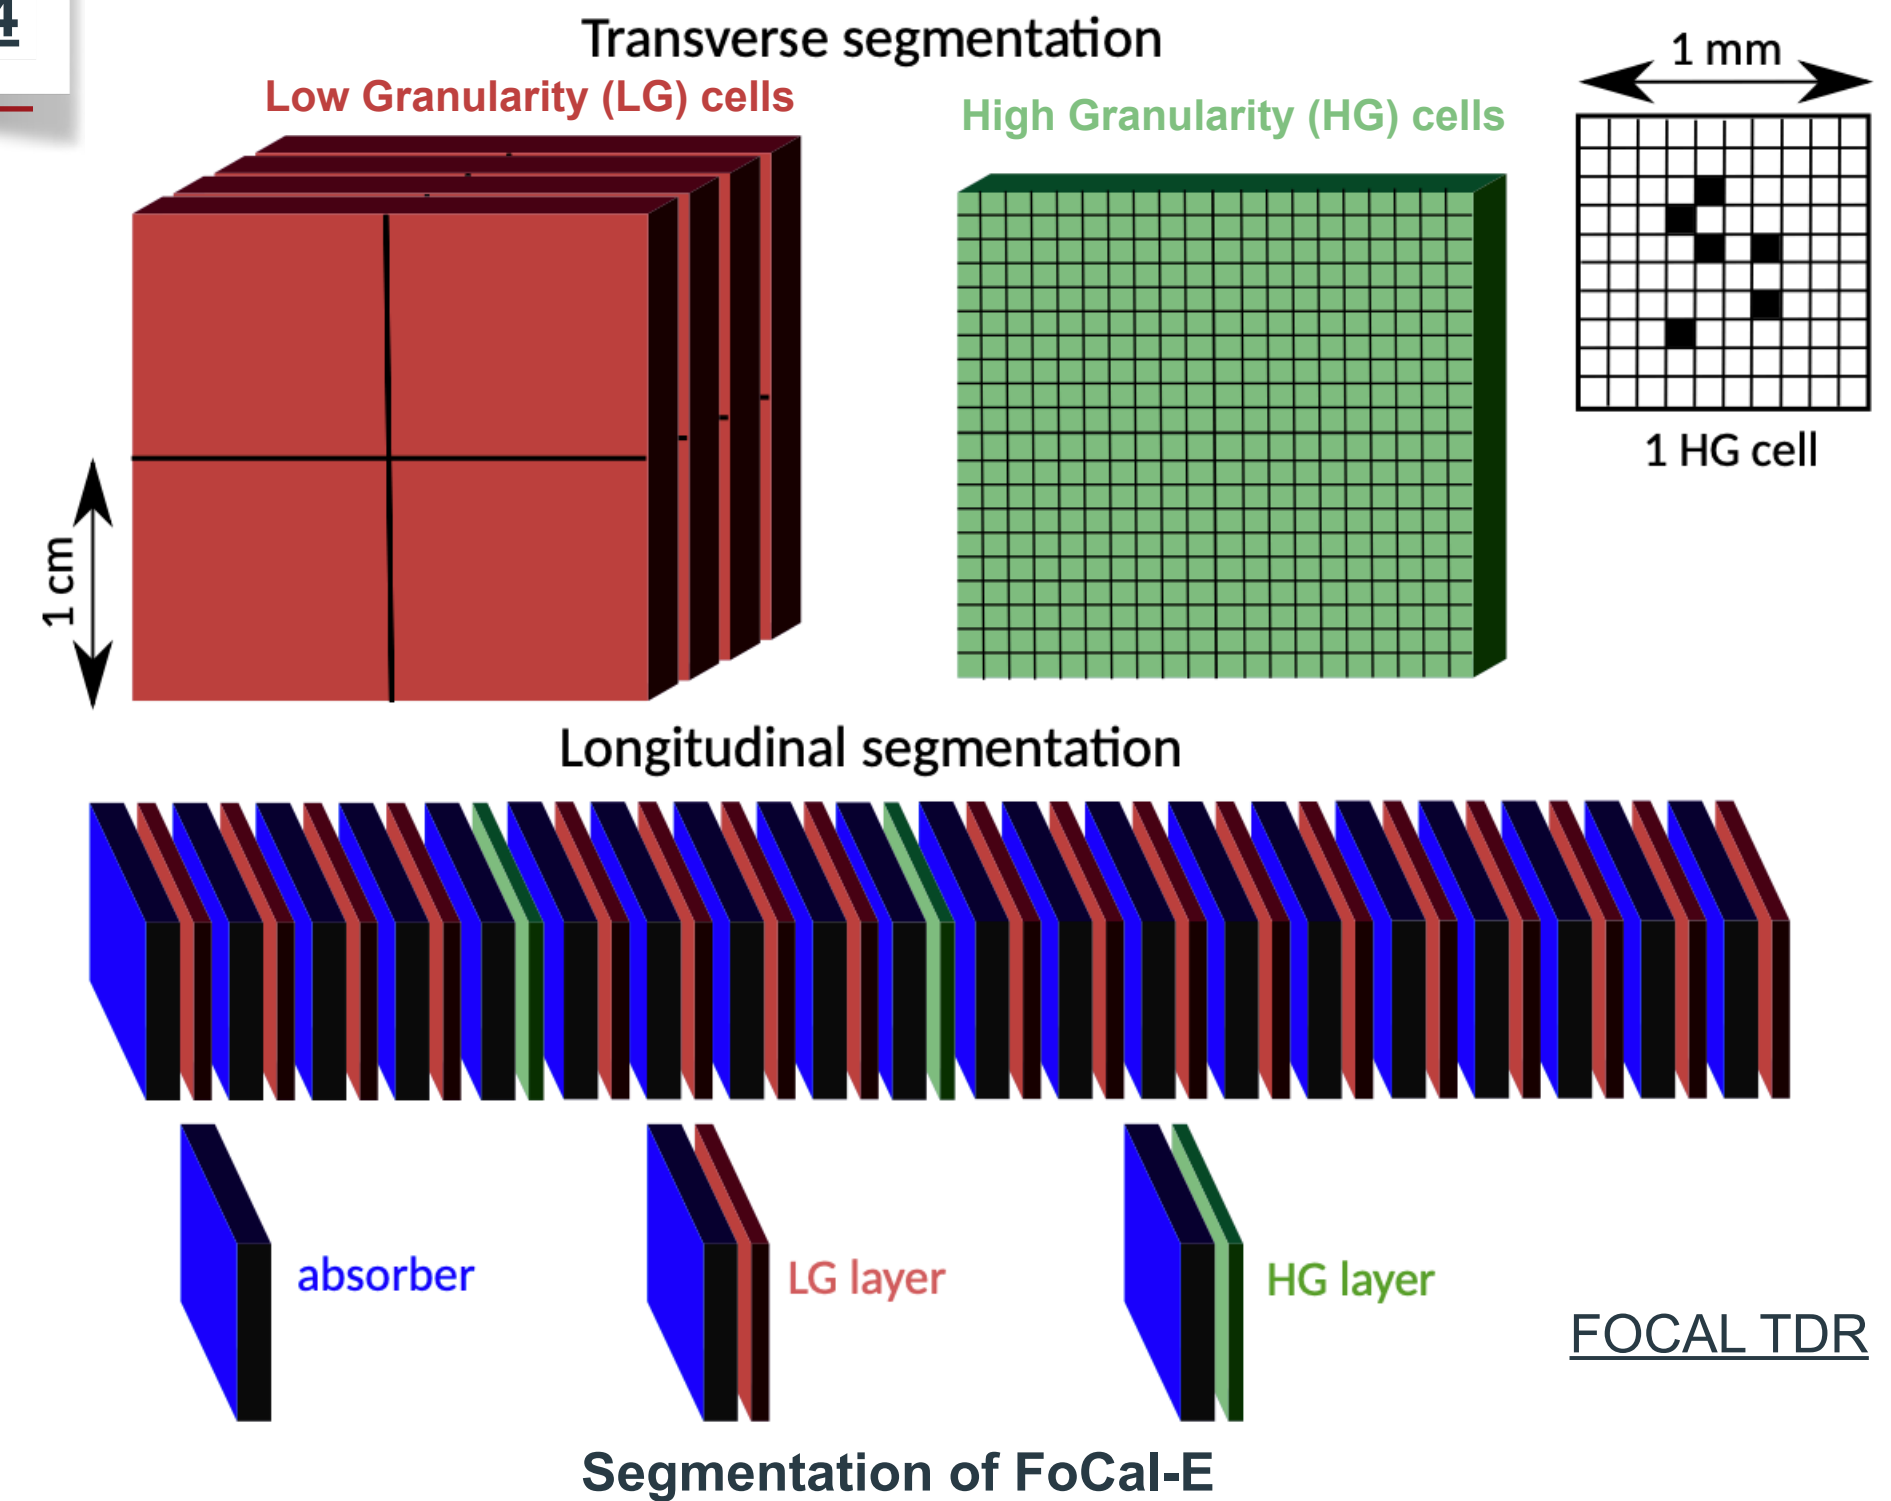 4
Transverse segmentation
Low Granularity (LG) cells
High Granularity (HG) cells
1 mm
1 HG cell
1 cm
Longitudinal segmentation
absorber
LG layer
HG layer
FOCAL TDR
Segmentation of FoCal-E